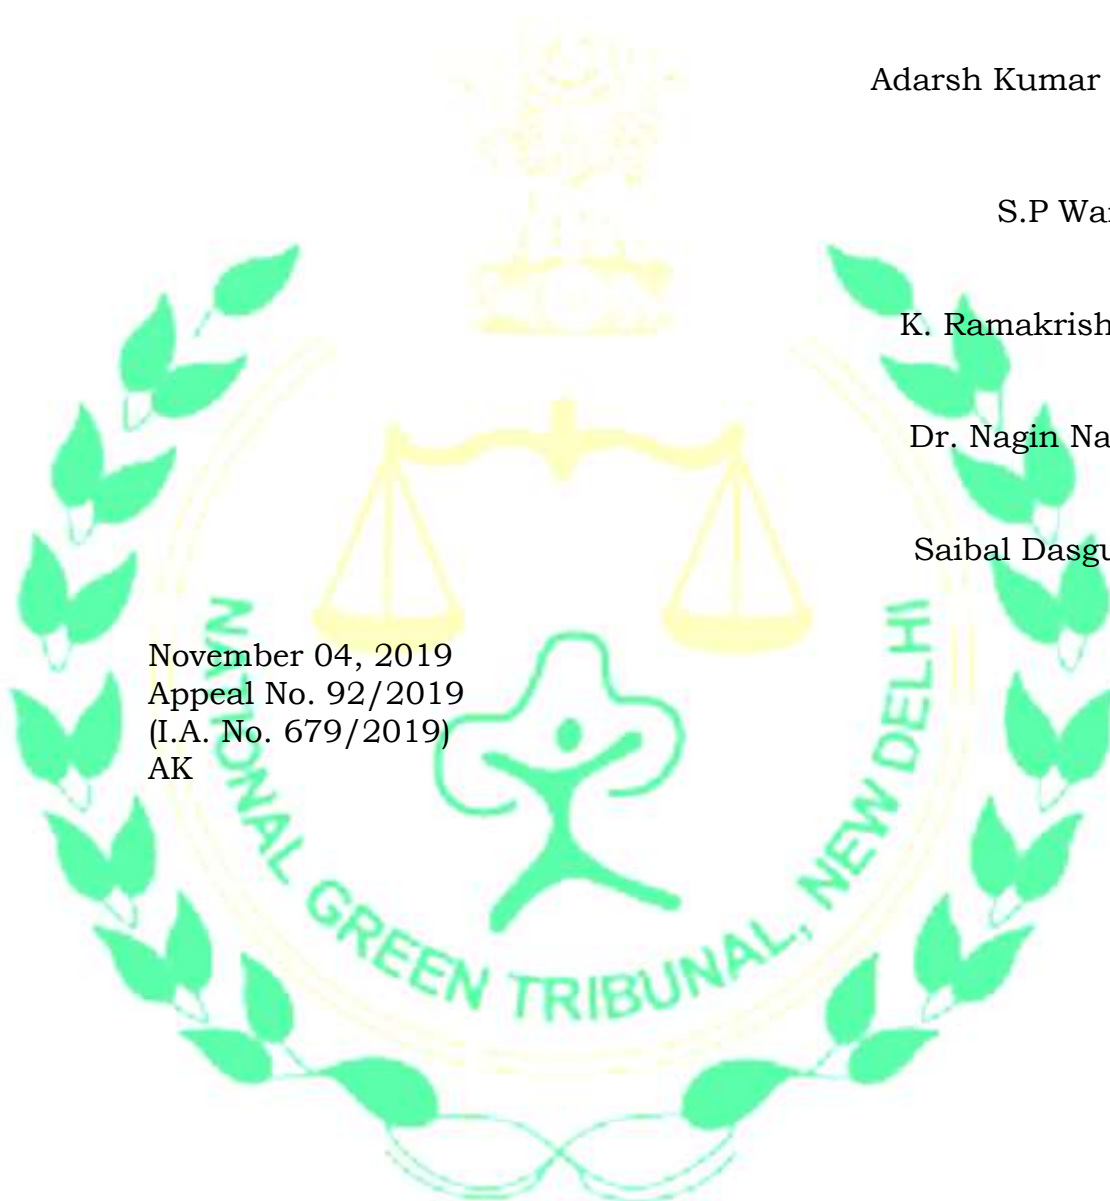 Adarsh Kumar
S.P
K.
Dr. Nagin
Saibal
November 04, 2019
Appeal No. 92/2019
(I.A. No. 679/2019)
AK
GREEN TRIBUNAL, NEW DELHI